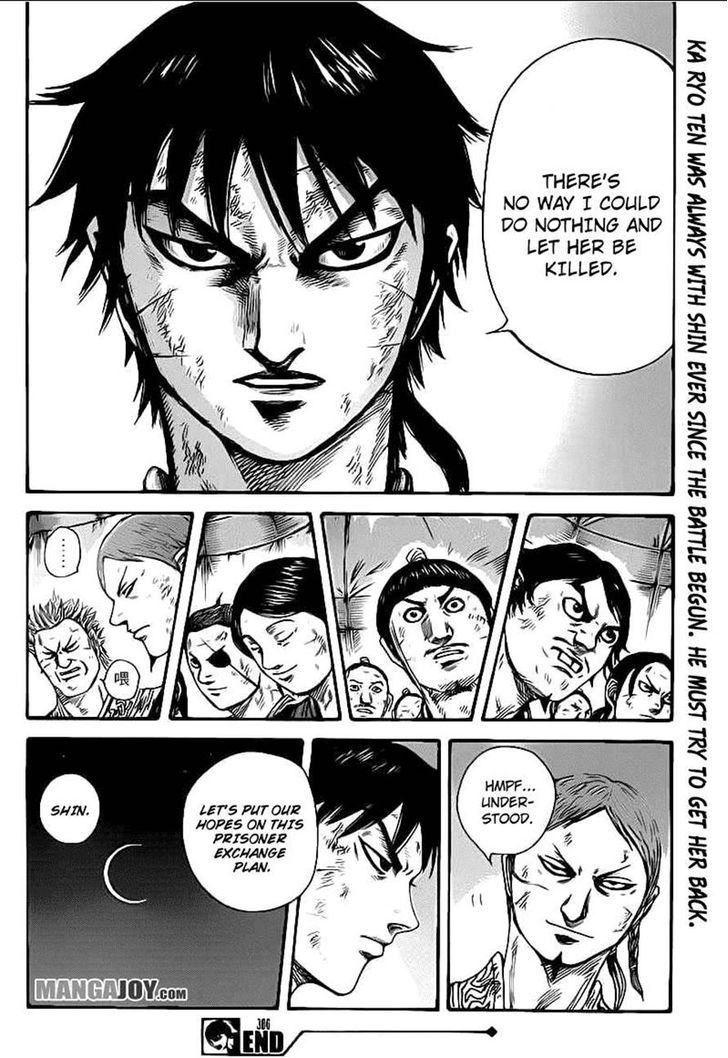 THERE'S
NO WAY I COULD
DO NOTHING AND
LET HER BE
KILLED.
KA RYO TEN WAS ALWAYS WITH SHIN EVER SINCE THE BATTLE BEGUN. HE MUST TRY TO GET HER BACK.
......
喂
HMPF...
UNDER-
STOOD.
LET'S PUT OUR
HOPES ON THIS
PRISONER
EXCHANGE
PLAN.
SHIN.
MANGAJOY.COM
306
END